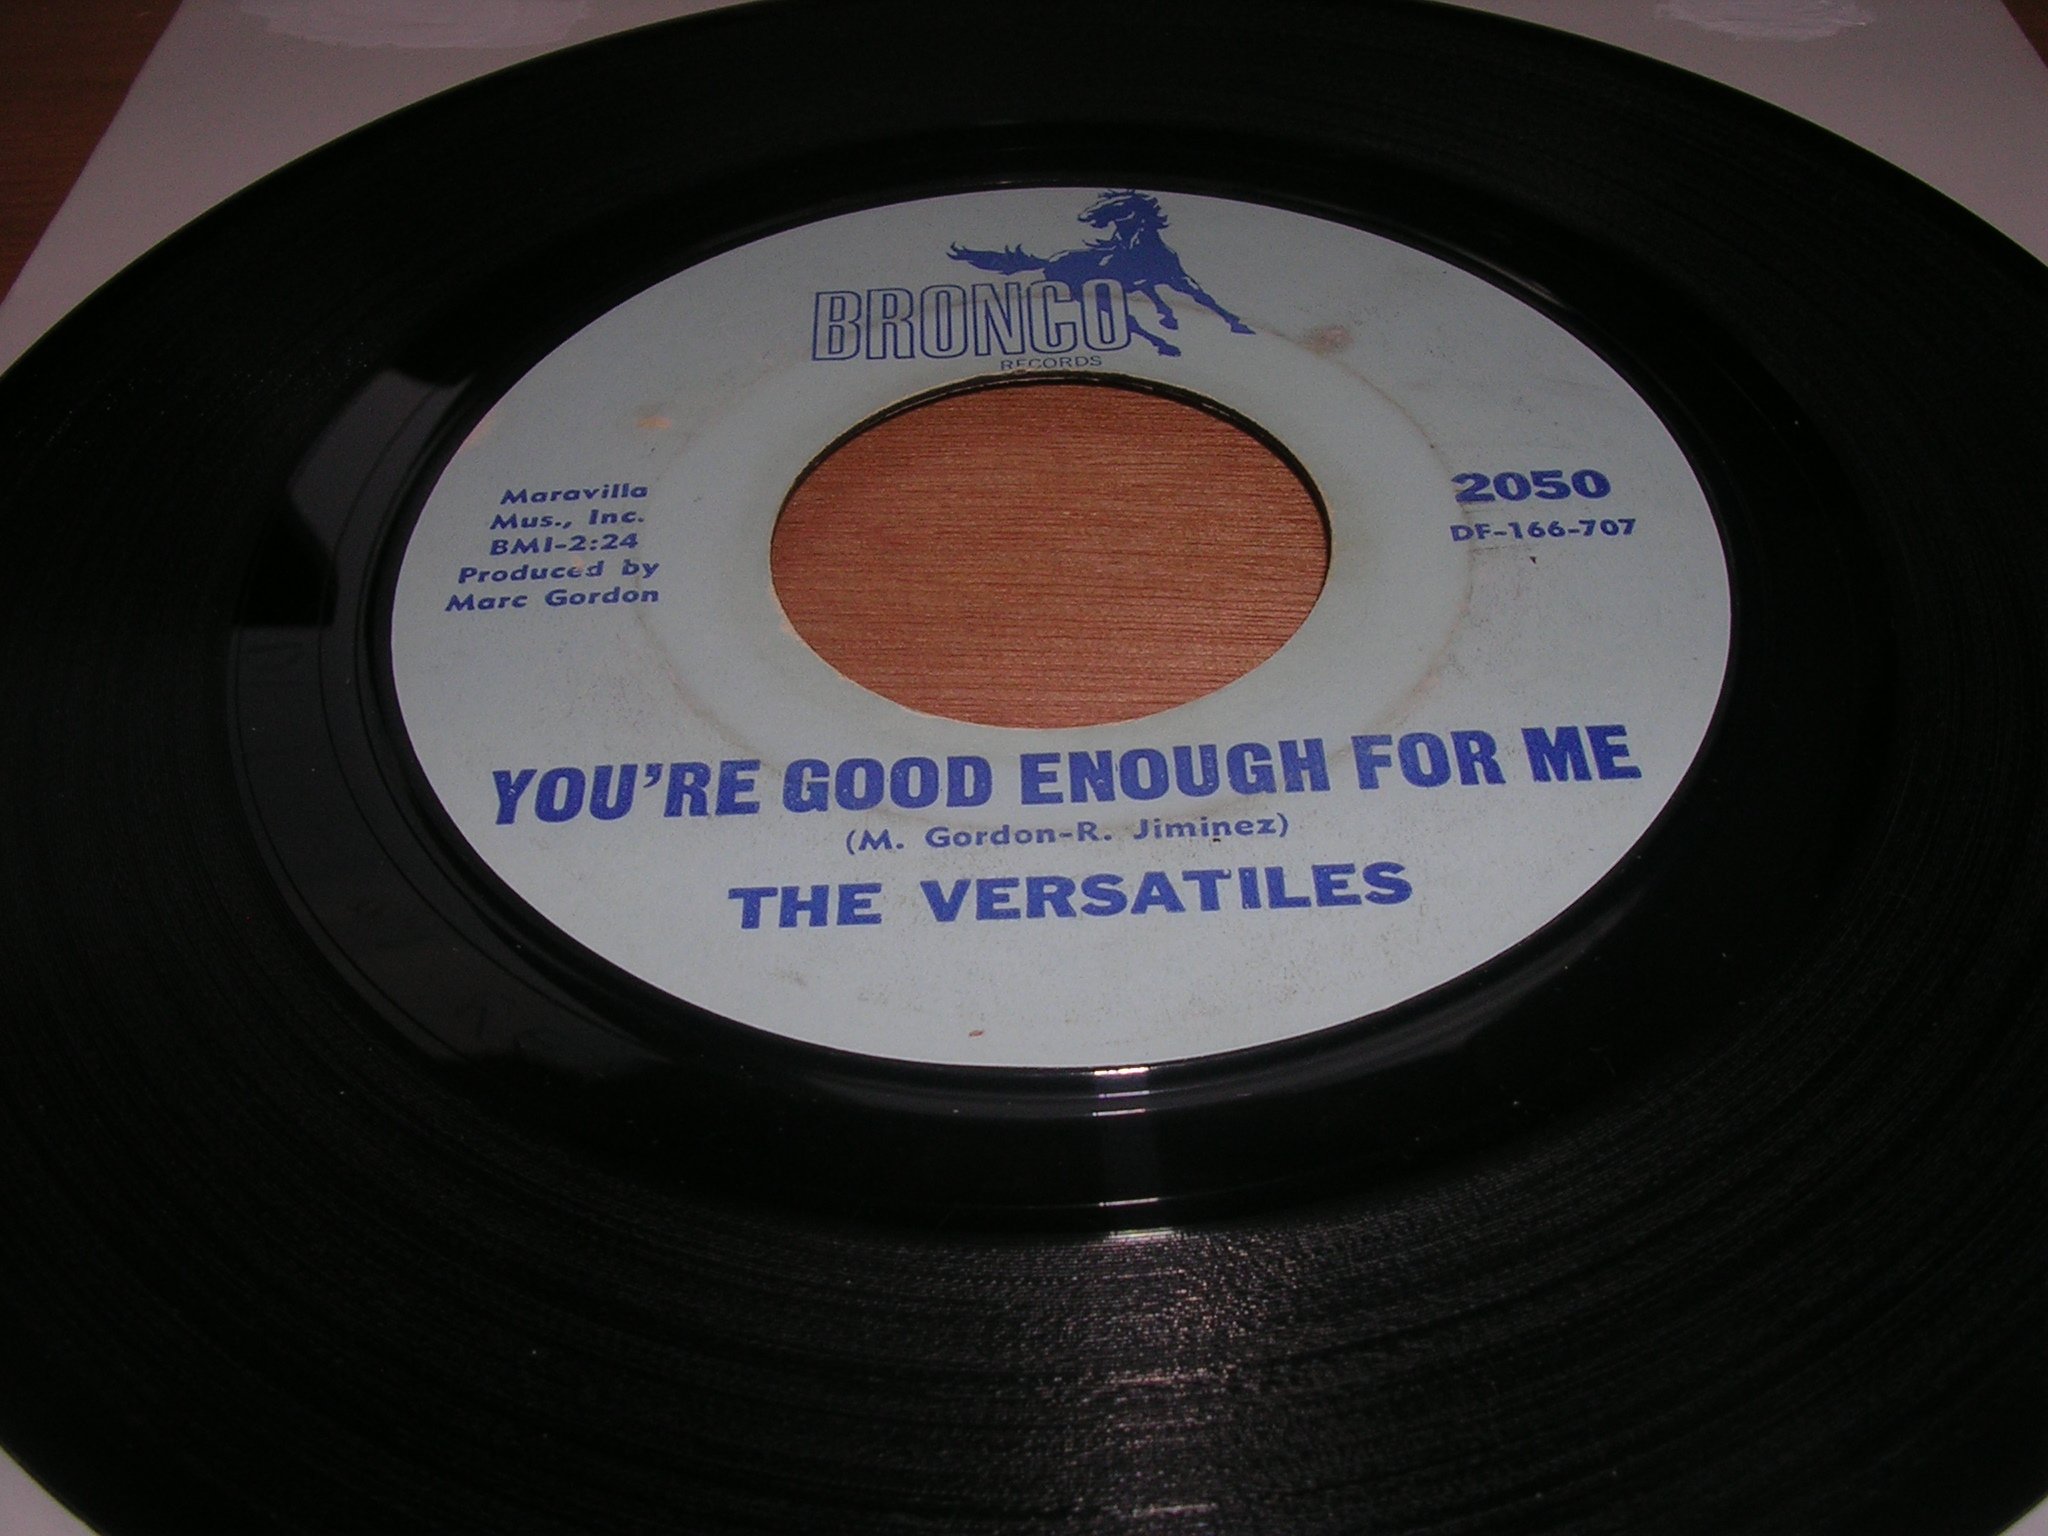 BRONCO
RECORDS
Maravilla
Mus., Inc.
BMI-2:24
Produced by
Marc Gordon
2050
DF-166-707
YOU'RE GOOD ENOUGH FOR ME
(M. Gordon-R. Jiminez)
THE VERSATILES